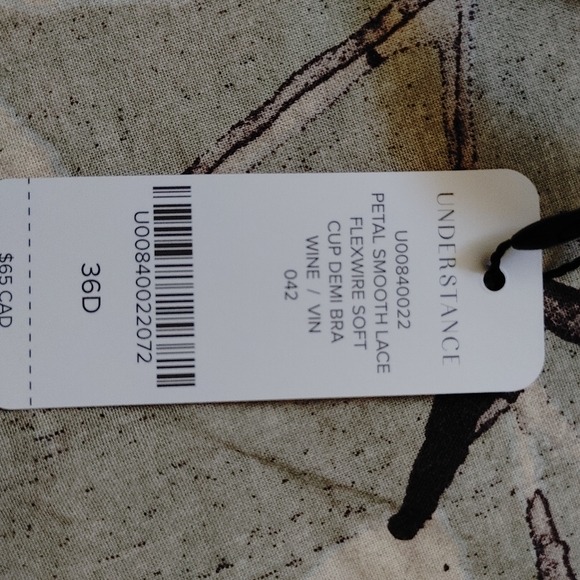 UNDERSTANCE
U00840022
PETAL SMOOTH LACE
FLEXWIRE SOFT
CUP DEMI BRA
WINE / VIN
042
U00840022072
36D
$65 CAD